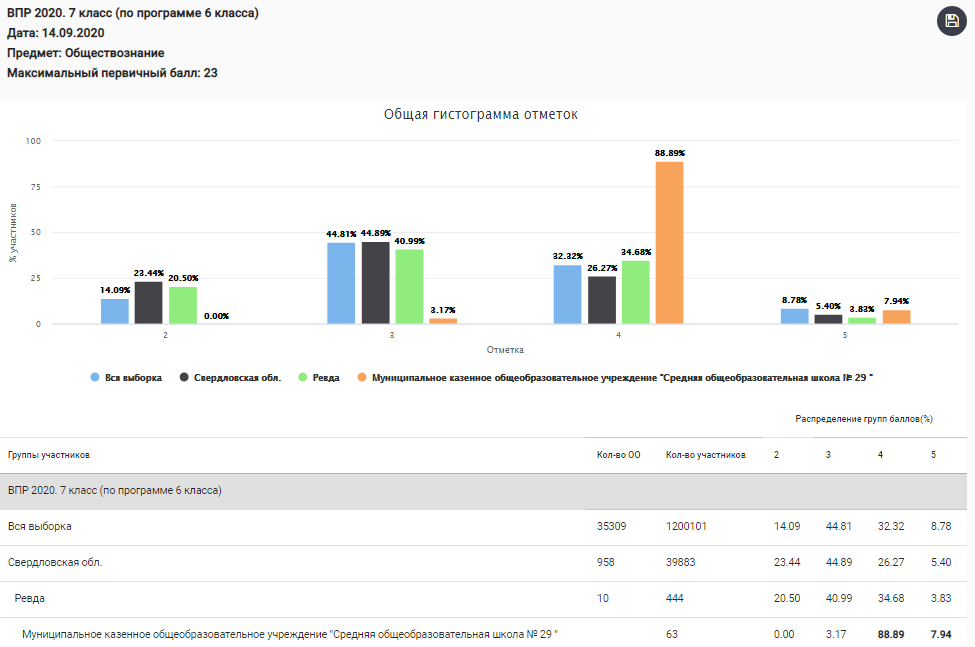 ВПР 2020. 7 класс (по программе 6 класса)
Дата: 14.09.2020
Предмет: Обществознание
Максимальный первичный балл: 23
Общая гистограмма отметок
100
75
50
25
0
% участников
14.09% 23.44% 20.50% 0.00%
44.81% 44.89% 40.99% 3.17%
32.32% 26.27% 34.68% 88.89%
8.78% 5.40% 3.83% 7.94%
2 3 4 5
Отметка
Вся выборка Свердловская обл. Ревда Муниципальное казенное общеобразовательное учреждение "Средняя общеобразовательная школа № 29 "
Распределение групп баллов(%)
Группы участников Кол-во ОО Кол-во участников 2 3 4 5
ВПР 2020. 7 класс (по программе 6 класса)
Вся выборка 35309 1200101 14.09 44.81 32.32 8.78
Свердловская обл. 958 39883 23.44 44.89 26.27 5.40
Ревда 10 444 20.50 40.99 34.68 3.83
Муниципальное казенное общеобразовательное учреждение "Средняя общеобразовательная школа № 29 " 63 0.00 3.17 88.89 7.94